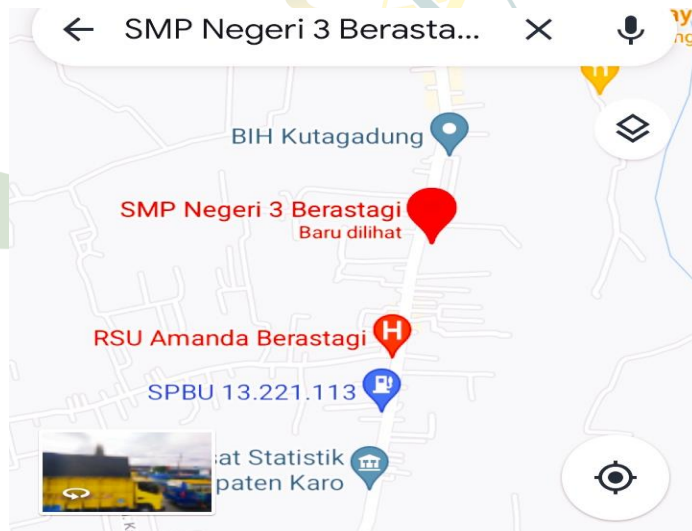 SMP Negeri 3 Berasta...
BIH Kutagadung
SMP Negeri 3 Berastagi
Baru dilihat
H
RSU Amanda Berastagi
H
SPBU 13.221.113
at Statistik
paten Karo